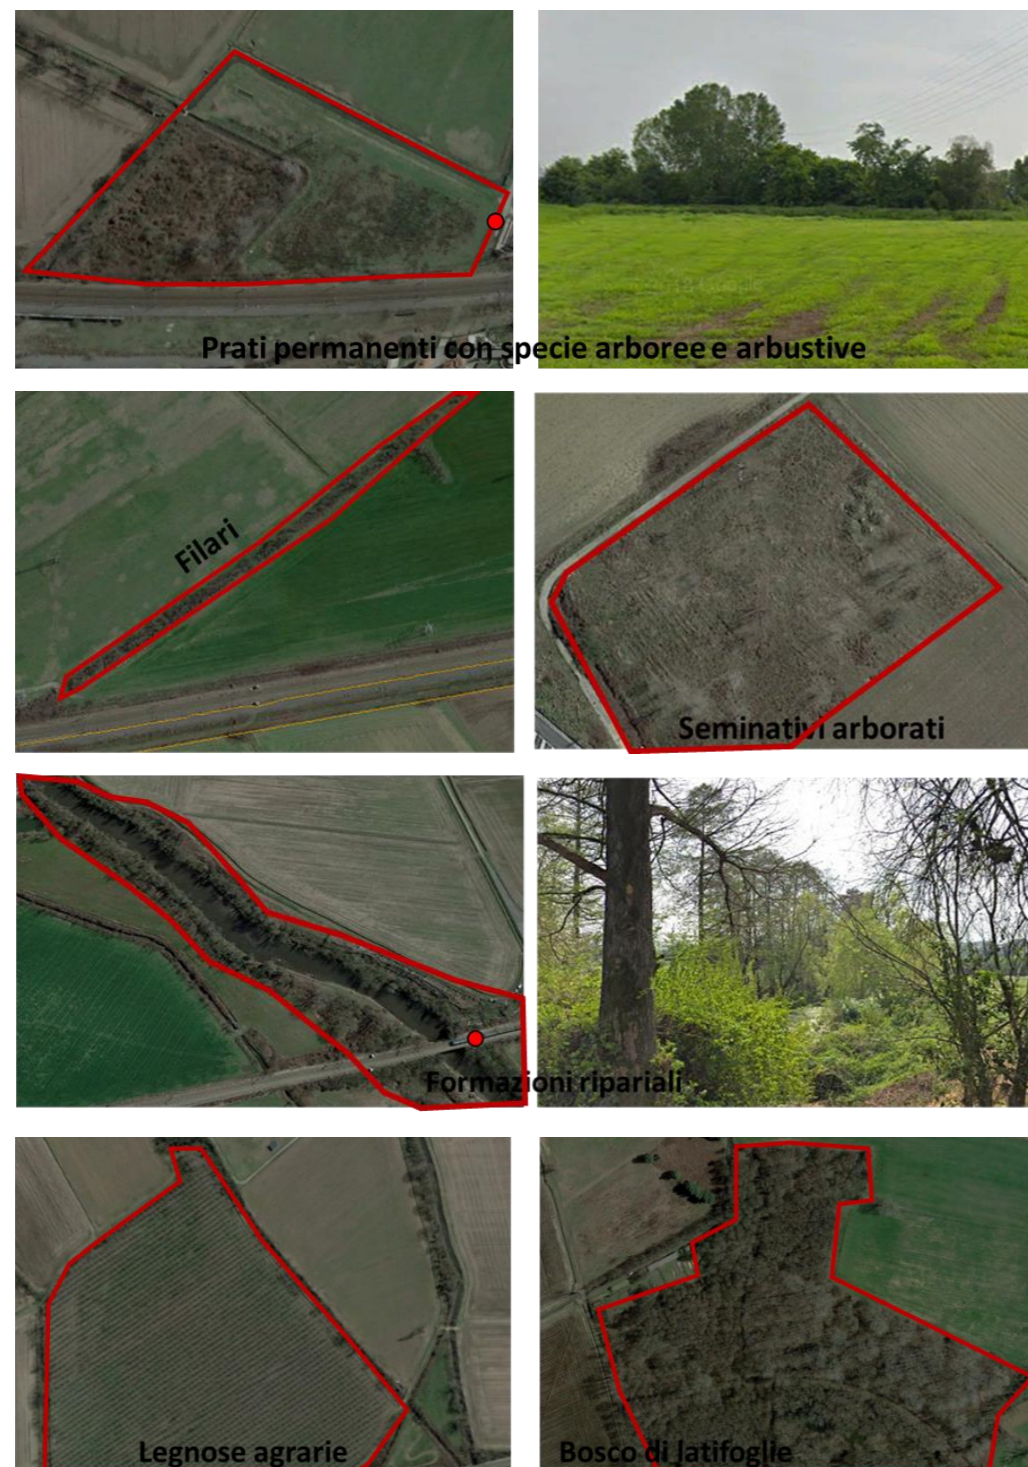 Prati permanenti con specie arboree e arbustive
Filari
Seminativi arborati
Formazioni ripariali
Legnose agrarie
Bosco di latifoglie